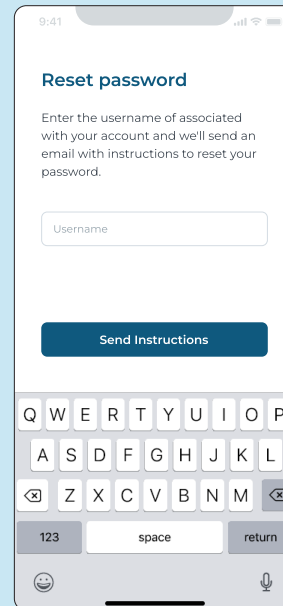 9:41
Reset password
Enter the username of associated
with your account and we'll send an
email with instructions to reset your
password.
Username
Send Instructions
Q W E R T Y U I O P
A S D F G H J K L
Z X C V B N M
123 space return